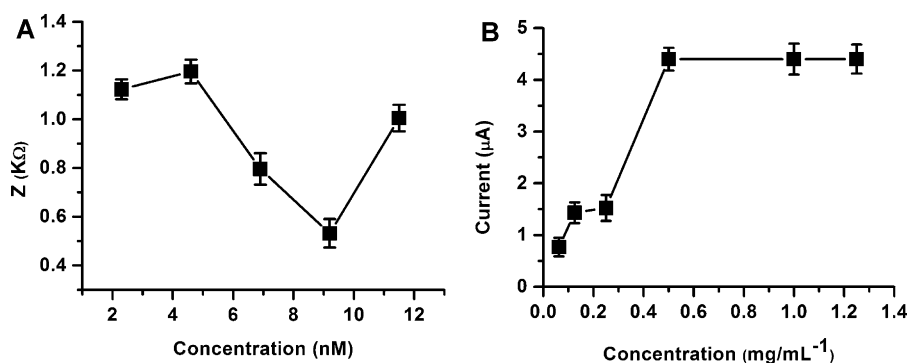 A
Z (KΩ)
1.4
1.2
1.0
0.8
0.6
0.4
2 4 6 8 10 12
Concentration (nM)
B
Current (μA)
5
4
3
2
1
0
0.0 0.2 0.4 0.6 0.8 1.0 1.2 1.4
Concentration (mg/mL⁻¹)